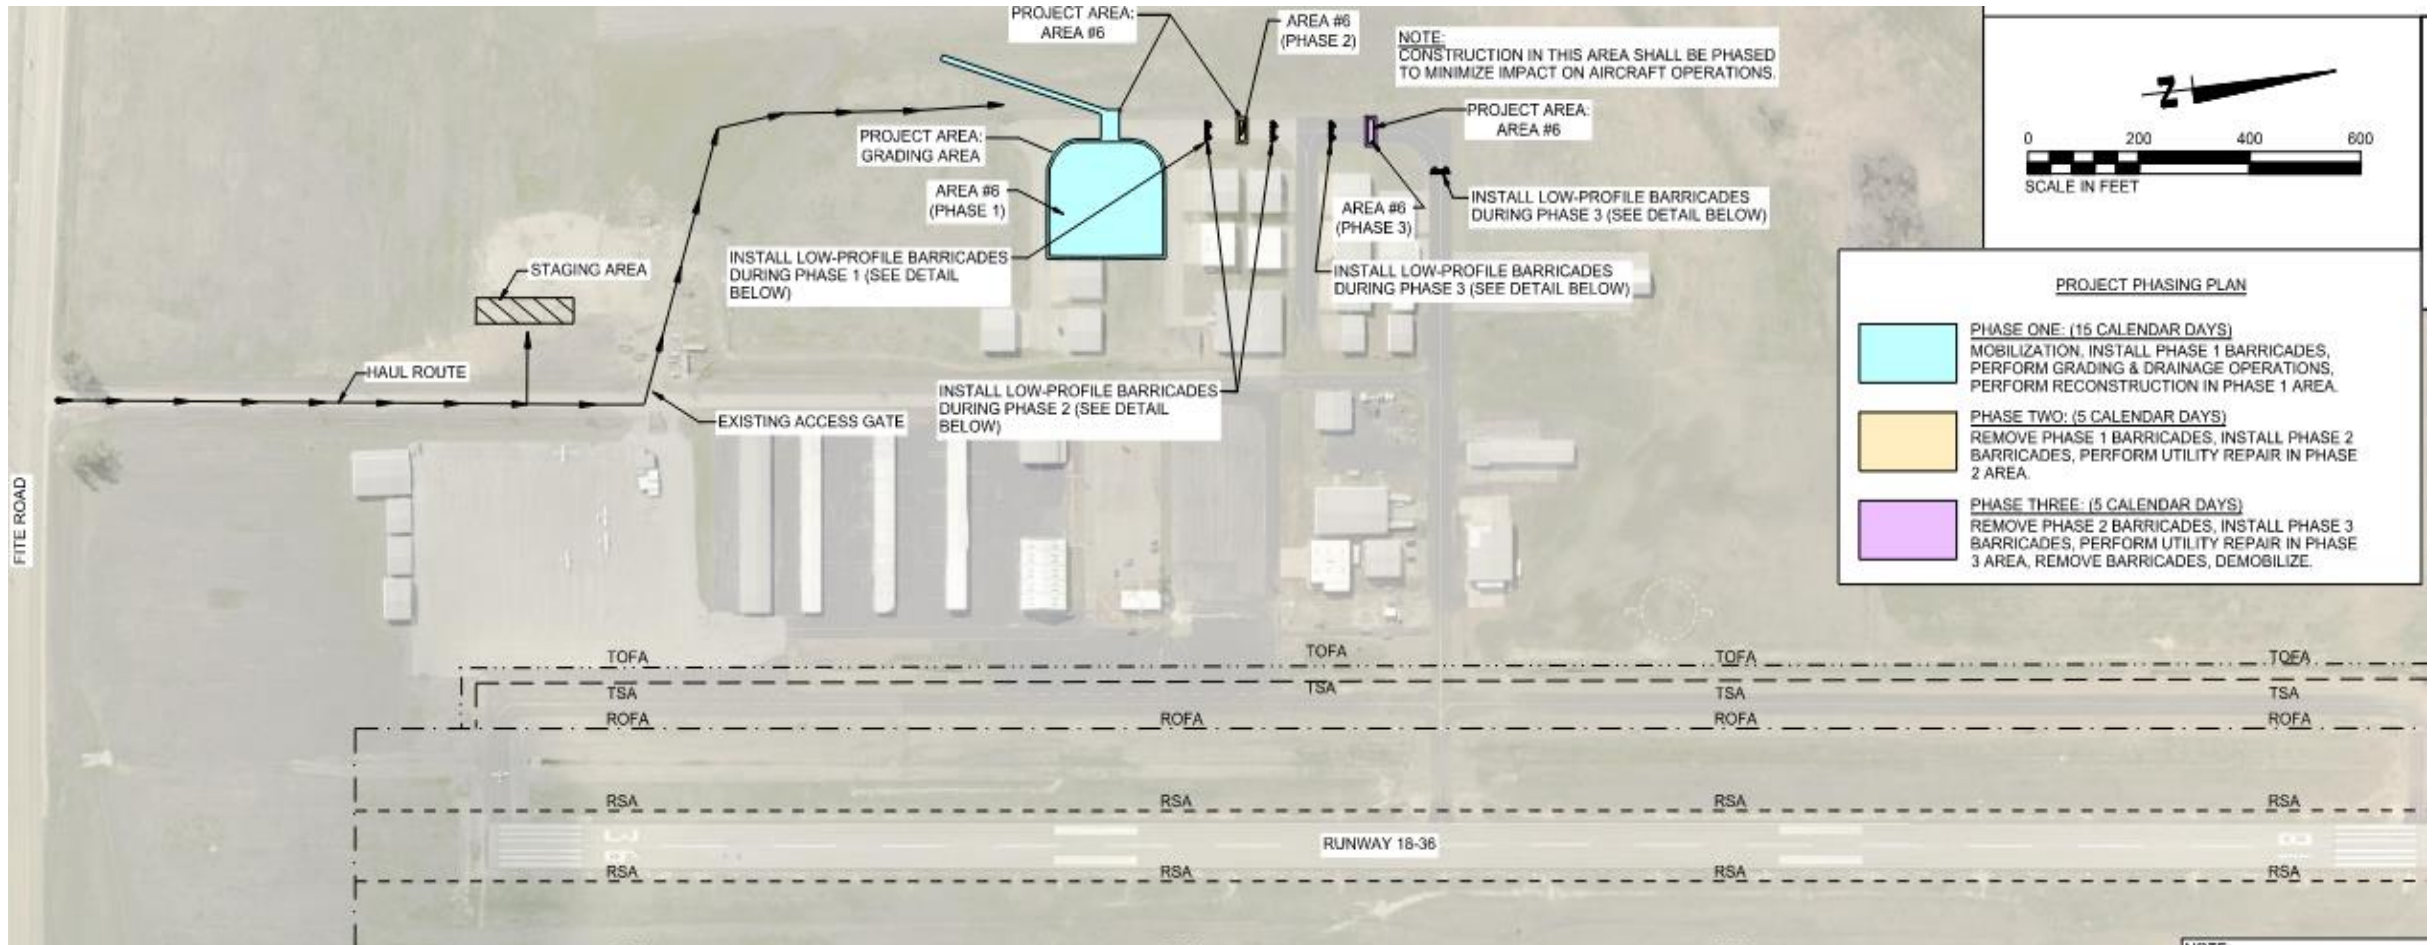 PROJECT AREA:
AREA #6
AREA #6
(PHASE 2)
NOTE:
CONSTRUCTION IN THIS AREA SHALL BE PHASED
TO MINIMIZE IMPACT ON AIRCRAFT OPERATIONS.
PROJECT AREA:
AREA #6
PROJECT AREA:
GRADING AREA
AREA #6
(PHASE 1)
AREA #6
(PHASE 3)
INSTALL LOW-PROFILE BARRICADES
DURING PHASE 3 (SEE DETAIL BELOW)
INSTALL LOW-PROFILE BARRICADES
DURING PHASE 1 (SEE DETAIL
BELOW)
INSTALL LOW-PROFILE BARRICADES
DURING PHASE 3 (SEE DETAIL BELOW)
STAGING AREA
HAUL ROUTE
INSTALL LOW-PROFILE BARRICADES
DURING PHASE 2 (SEE DETAIL
BELOW)
EXISTING ACCESS GATE
FITE ROAD
N
0 200 400 600
SCALE IN FEET
PROJECT PHASING PLAN
PHASE ONE: (15 CALENDAR DAYS)
MOBILIZATION, INSTALL PHASE 1 BARRICADES,
PERFORM GRADING & DRAINAGE OPERATIONS,
PERFORM RECONSTRUCTION IN PHASE 1 AREA.
PHASE TWO: (5 CALENDAR DAYS)
REMOVE PHASE 1 BARRICADES, INSTALL PHASE 2
BARRICADES, PERFORM UTILITY REPAIR IN PHASE
2 AREA.
PHASE THREE: (5 CALENDAR DAYS)
REMOVE PHASE 2 BARRICADES, INSTALL PHASE 3
BARRICADES, PERFORM UTILITY REPAIR IN PHASE
3 AREA, REMOVE BARRICADES, DEMOBILIZE.
TOFA TOFA TOFA TOFA
TSA TSA TSA TSA
ROFA ROFA ROFA ROFA
RSA RSA RSA RSA
36
RUNWAY 18-36
RSA RSA RSA RSA